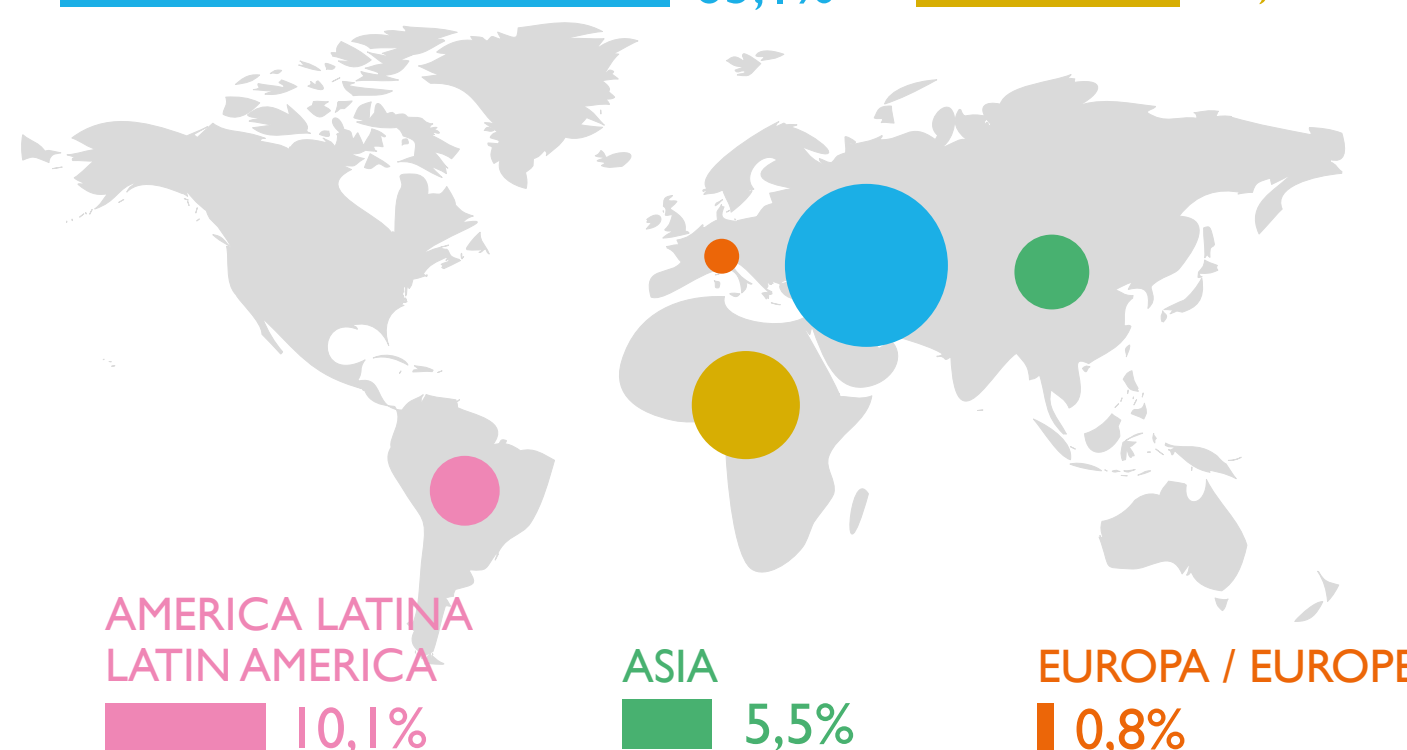 AMERICA LATINA
LATIN AMERICA
10,1%
ASIA
5,5%
EUROPA / EUROPE
0,8%